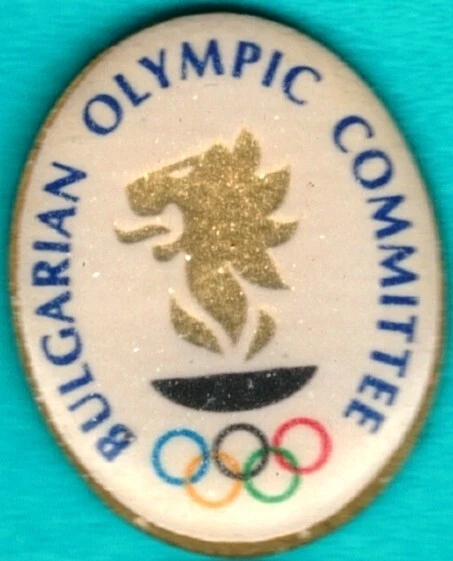 BULGARIAN OLYMPIC COMMITTEE